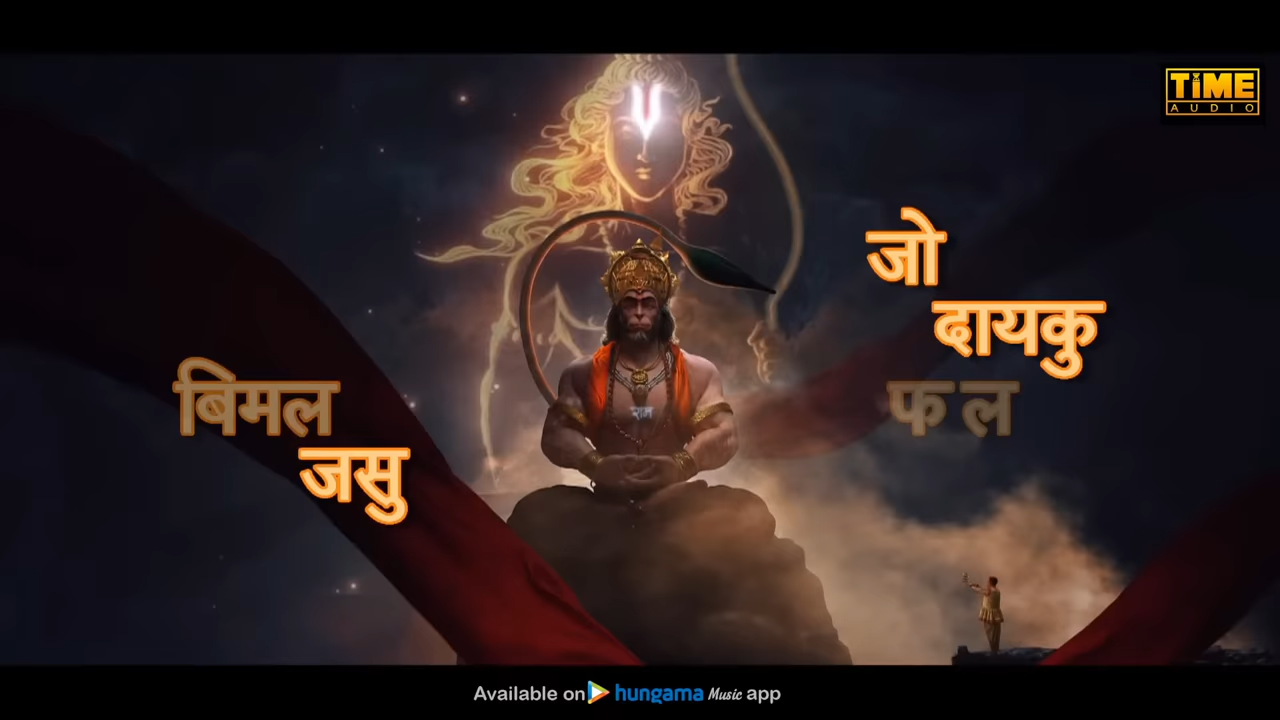 TiME
AUDIO
जो
दायकु
फल
बिमल
जसु
राम
Available on hungama Music app